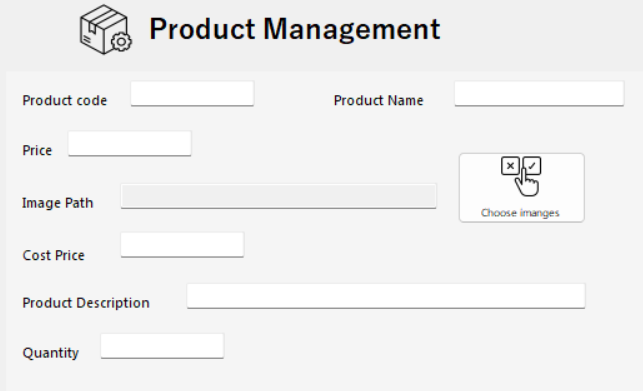 Product Management
Product code
Product Name
Price
Choose imanges
Image Path
Cost Price
Product Description
Quantity